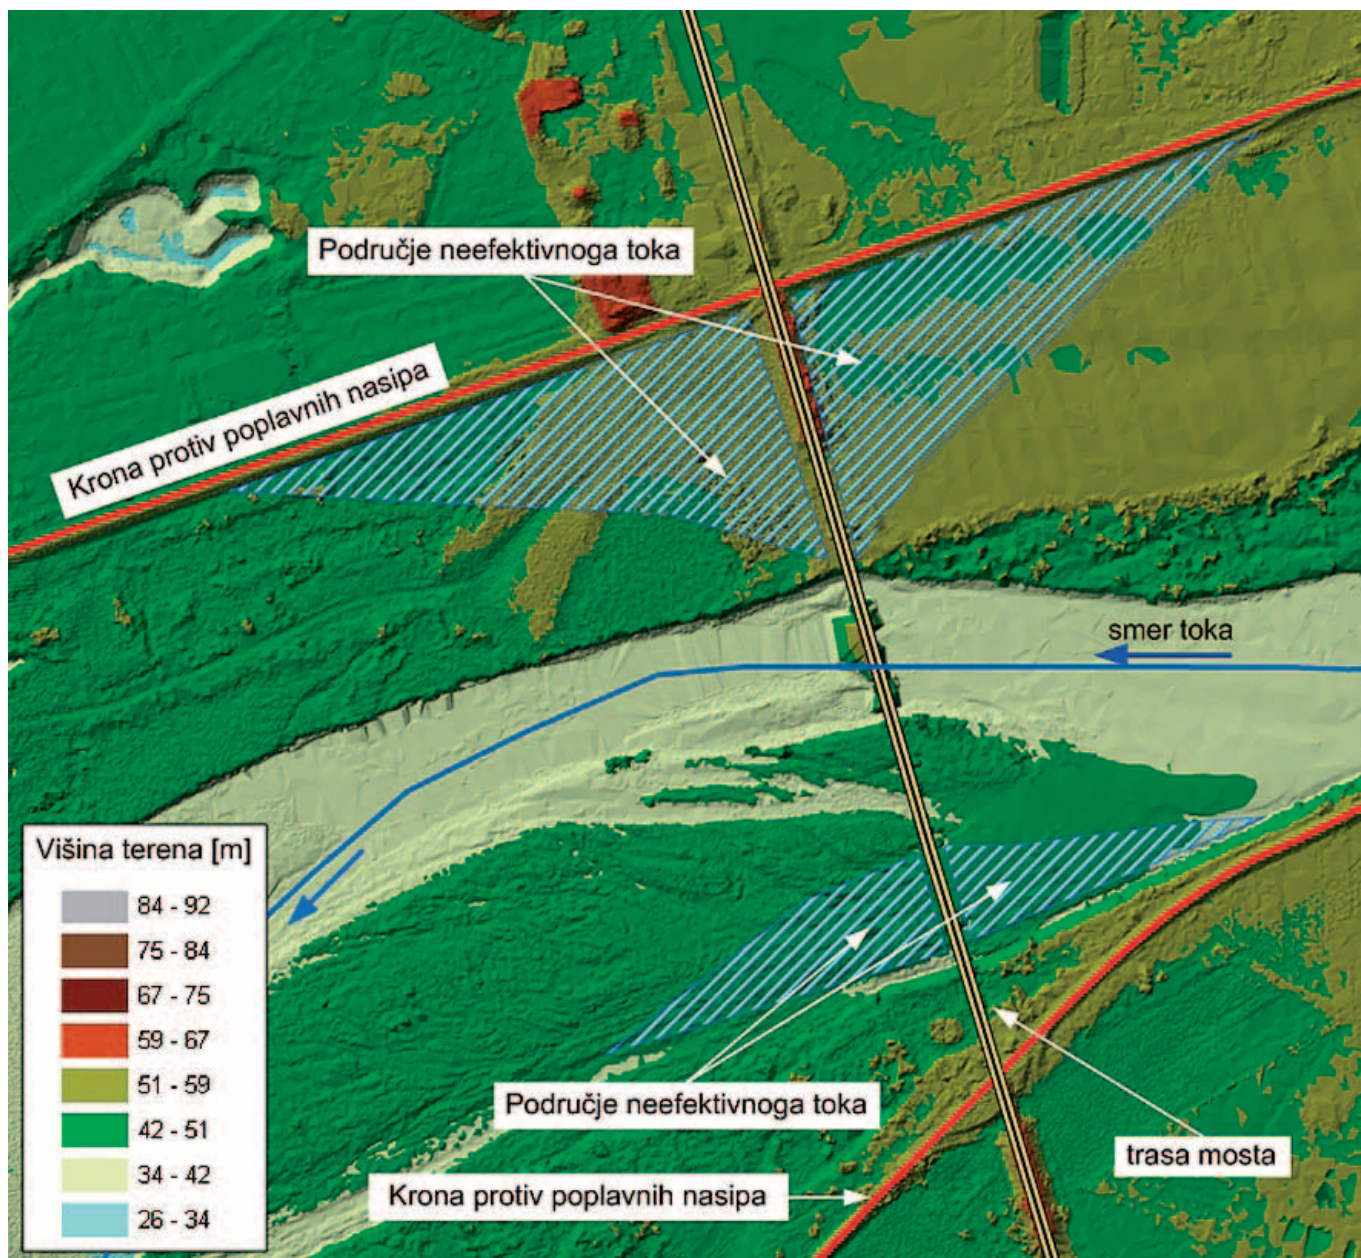 Područje neefektivnoga toka
Krona protiv poplavnih nasipa
smer toka
Višina terena [m]
84 - 92
75 - 84
67 - 75
59 - 67
51 - 59
42 - 51
34 - 42
26 - 34
Područje neefektivnoga toka
trasa mosta
Krona protiv poplavnih nasipa